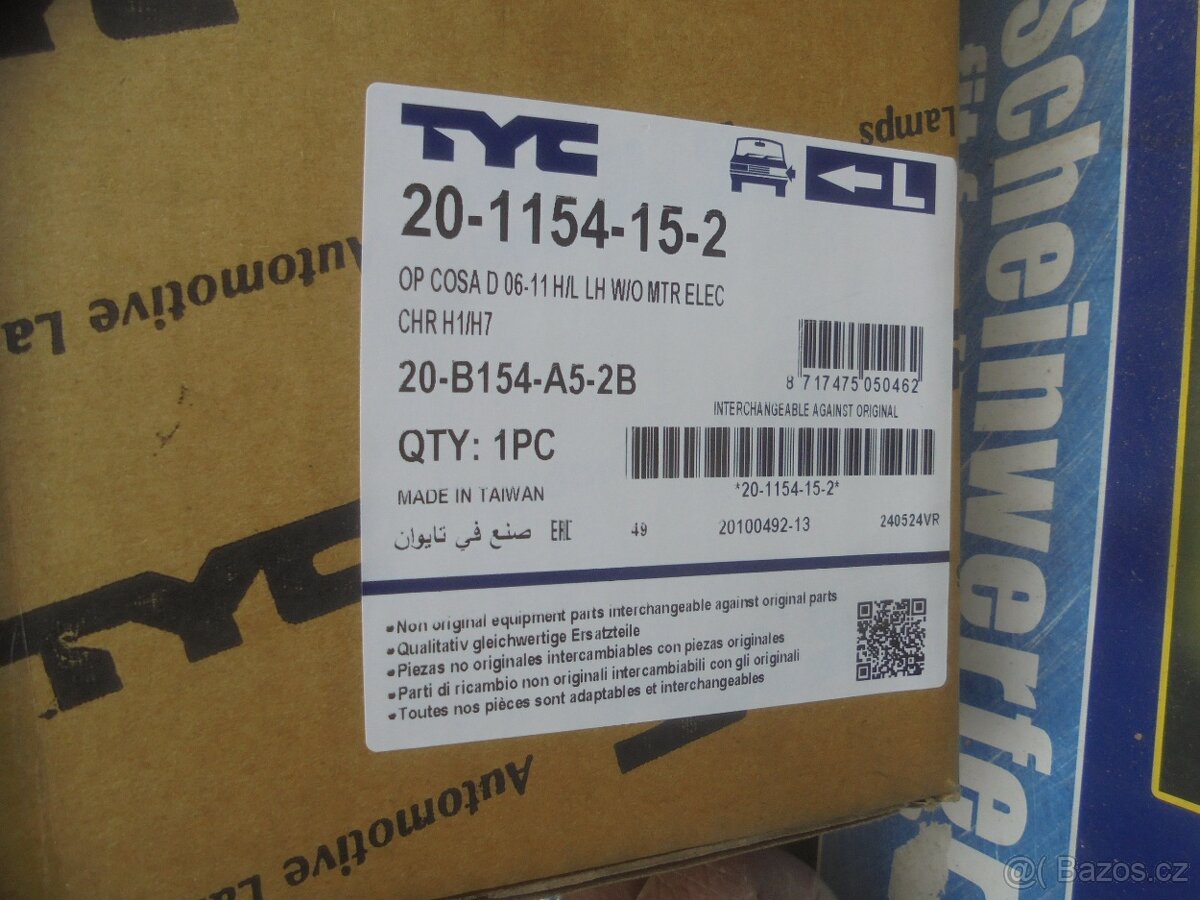 TYC
L
20-1154-15-2
OP COSA D 06-11 H/L LH W/O MTR ELEC
CHR H1/H7
8 717475 050462
20-B154-A5-2B
INTERCHANGEABLE AGAINST ORIGINAL
QTY: 1PC
*20-1154-15-2*
MADE IN TAIWAN
صنع في تايوان EAC 49 20100492-13 240524VR
Non original equipment parts interchangeable against original parts
Qualitativ gleichwertige Ersatzteile
Piezas no originales intercambiables con piezas originales
Parti di ricambio non originali intercambiabili con gli originali
Toutes nos pièces sont adaptables et interchangeables
Lamps
Automotive La
TYC
Automotive L
Scheinwerfer
@( Bazos.cz